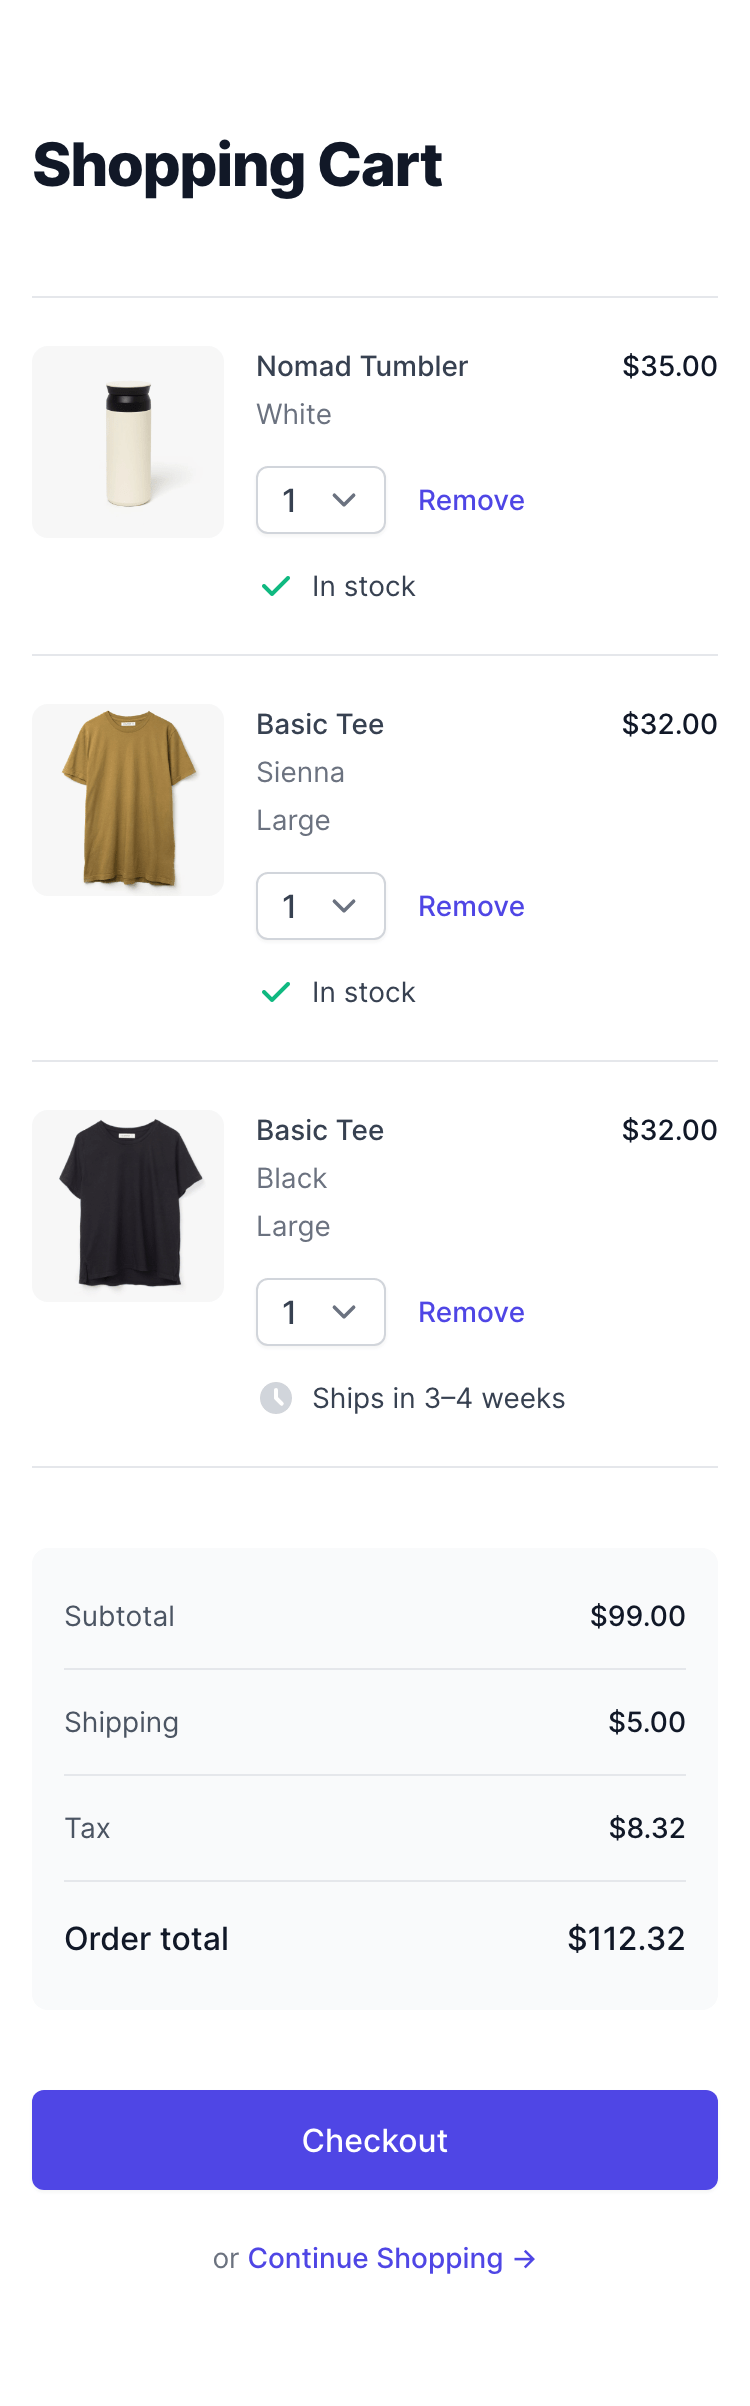 Shopping Cart
Nomad Tumbler $35.00
White
1 Remove
In stock
Basic Tee $32.00
Sienna
Large
1 Remove
In stock
Basic Tee $32.00
Black
Large
1 Remove
Ships in 3–4 weeks
Subtotal $99.00
Shipping $5.00
Tax $8.32
Order total $112.32
Checkout
or Continue Shopping →